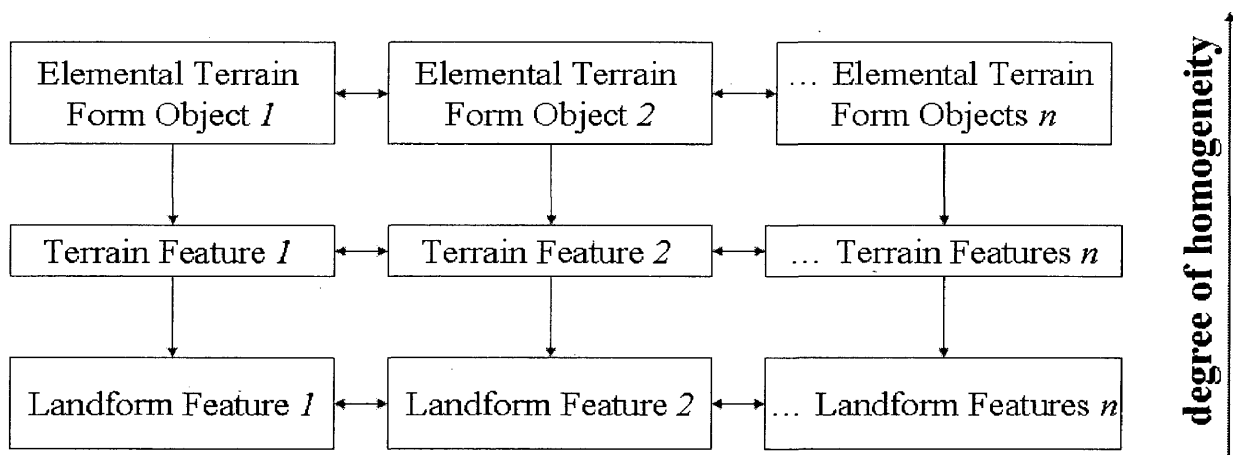 Elemental Terrain
Form Object 1
Elemental Terrain
Form Object 2
... Elemental Terrain
Form Objects n
Terrain Feature 1
Terrain Feature 2
... Terrain Features n
Landform Feature 1
Landform Feature 2
... Landform Features n
degree of homogeneity